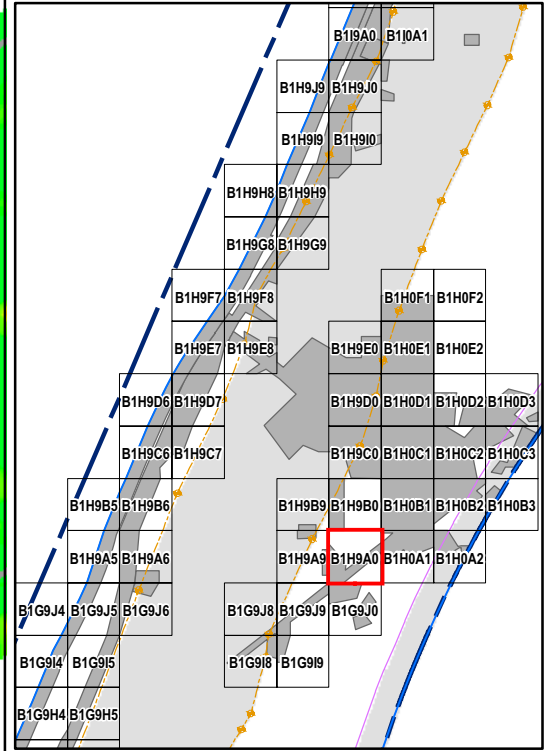 B1I9A0 B1I0A1
B1H9J9 B1H9J0
B1H9I9 B1H9I0
B1H9H8 B1H9H9
B1H9G8 B1H9G9
B1H9F7 B1H9F8 B1H0F1 B1H0F2
B1H9E7 B1H9E8 B1H9E0 B1H0E1 B1H0E2
B1H9D6 B1H9D7 B1H9D0 B1H0D1 B1H0D2 B1H0D3
B1H9C6 B1H9C7 B1H9C0 B1H0C1 B1H0C2 B1H0C3
B1H9B5 B1H9B6 B1H9B9 B1H9B0 B1H0B1 B1H0B2 B1H0B3
B1H9A5 B1H9A6 B1H9A9 B1H9A0 B1H0A1 B1H0A2
B1G9J4 B1G9J5 B1G9J6 B1G9J8 B1G9J9 B1G9J0
B1G9I4 B1G9I5 B1G9I8 B1G9I9
B1G9H4 B1G9H5